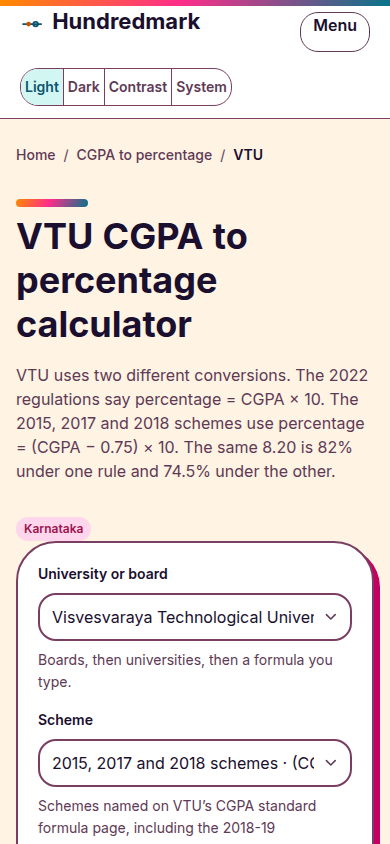 Hundredmark
Menu
Light
Dark
Contrast
System
Home / CGPA to percentage / VTU
VTU CGPA to
percentage
calculator
VTU uses two different conversions. The 2022
regulations say percentage = CGPA × 10. The
2015, 2017 and 2018 schemes use percentage
= (CGPA − 0.75) × 10. The same 8.20 is 82%
under one rule and 74.5% under the other.
Karnataka
University or board
Visvesvaraya Technological Univer
Boards, then universities, then a formula you
type.
Scheme
2015, 2017 and 2018 schemes · (CG
Schemes named on VTU’s CGPA standard
formula page, including the 2018-19